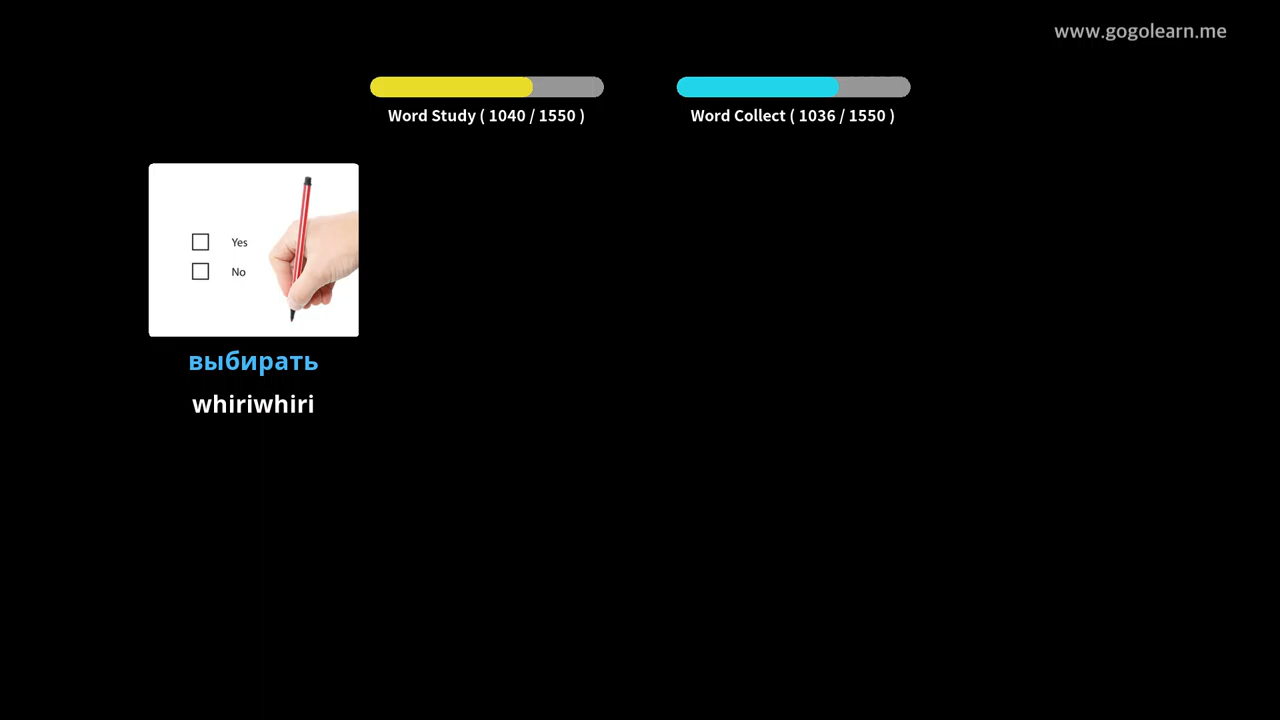 www.gogolearn.me
Word Study ( 1040 / 1550 )
Word Collect ( 1036 / 1550 )
Yes
No
выбирать
whiriwhiri